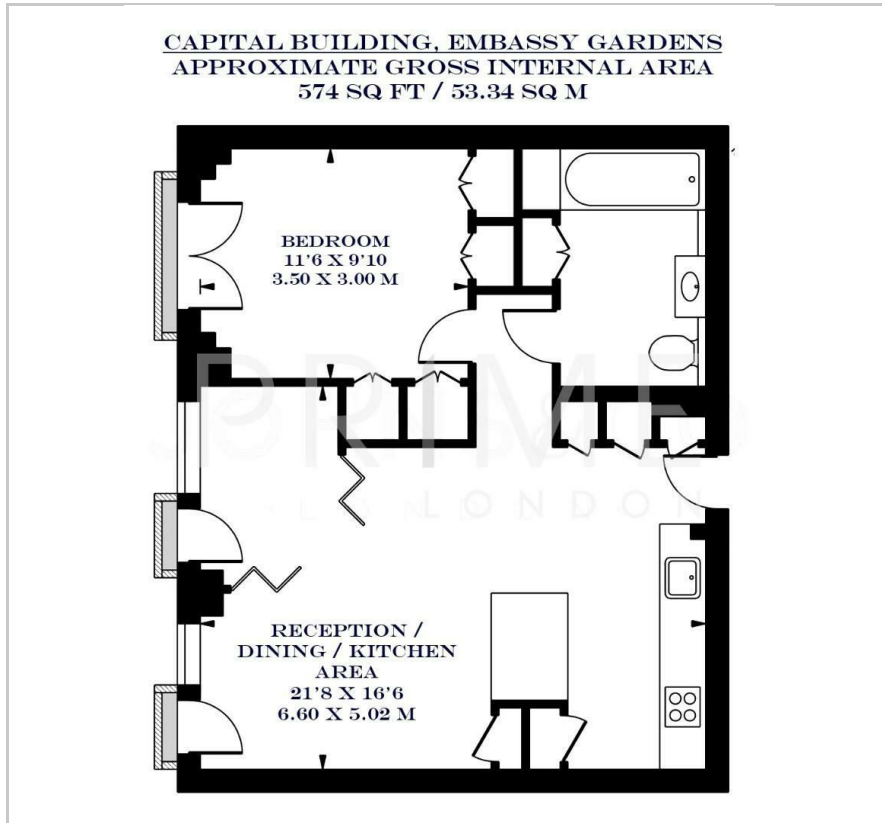 CAPITAL BUILDING, EMBASSY GARDENS
APPROXIMATE GROSS INTERNAL AREA
574 SQ FT / 53.34 SQ M
BEDROOM
11'6 X 9'10
3.50 X 3.00 M
PRIME
LONDON
RECEPTION /
DINING / KITCHEN
AREA
21'8 X 16'6
6.60 X 5.02 M